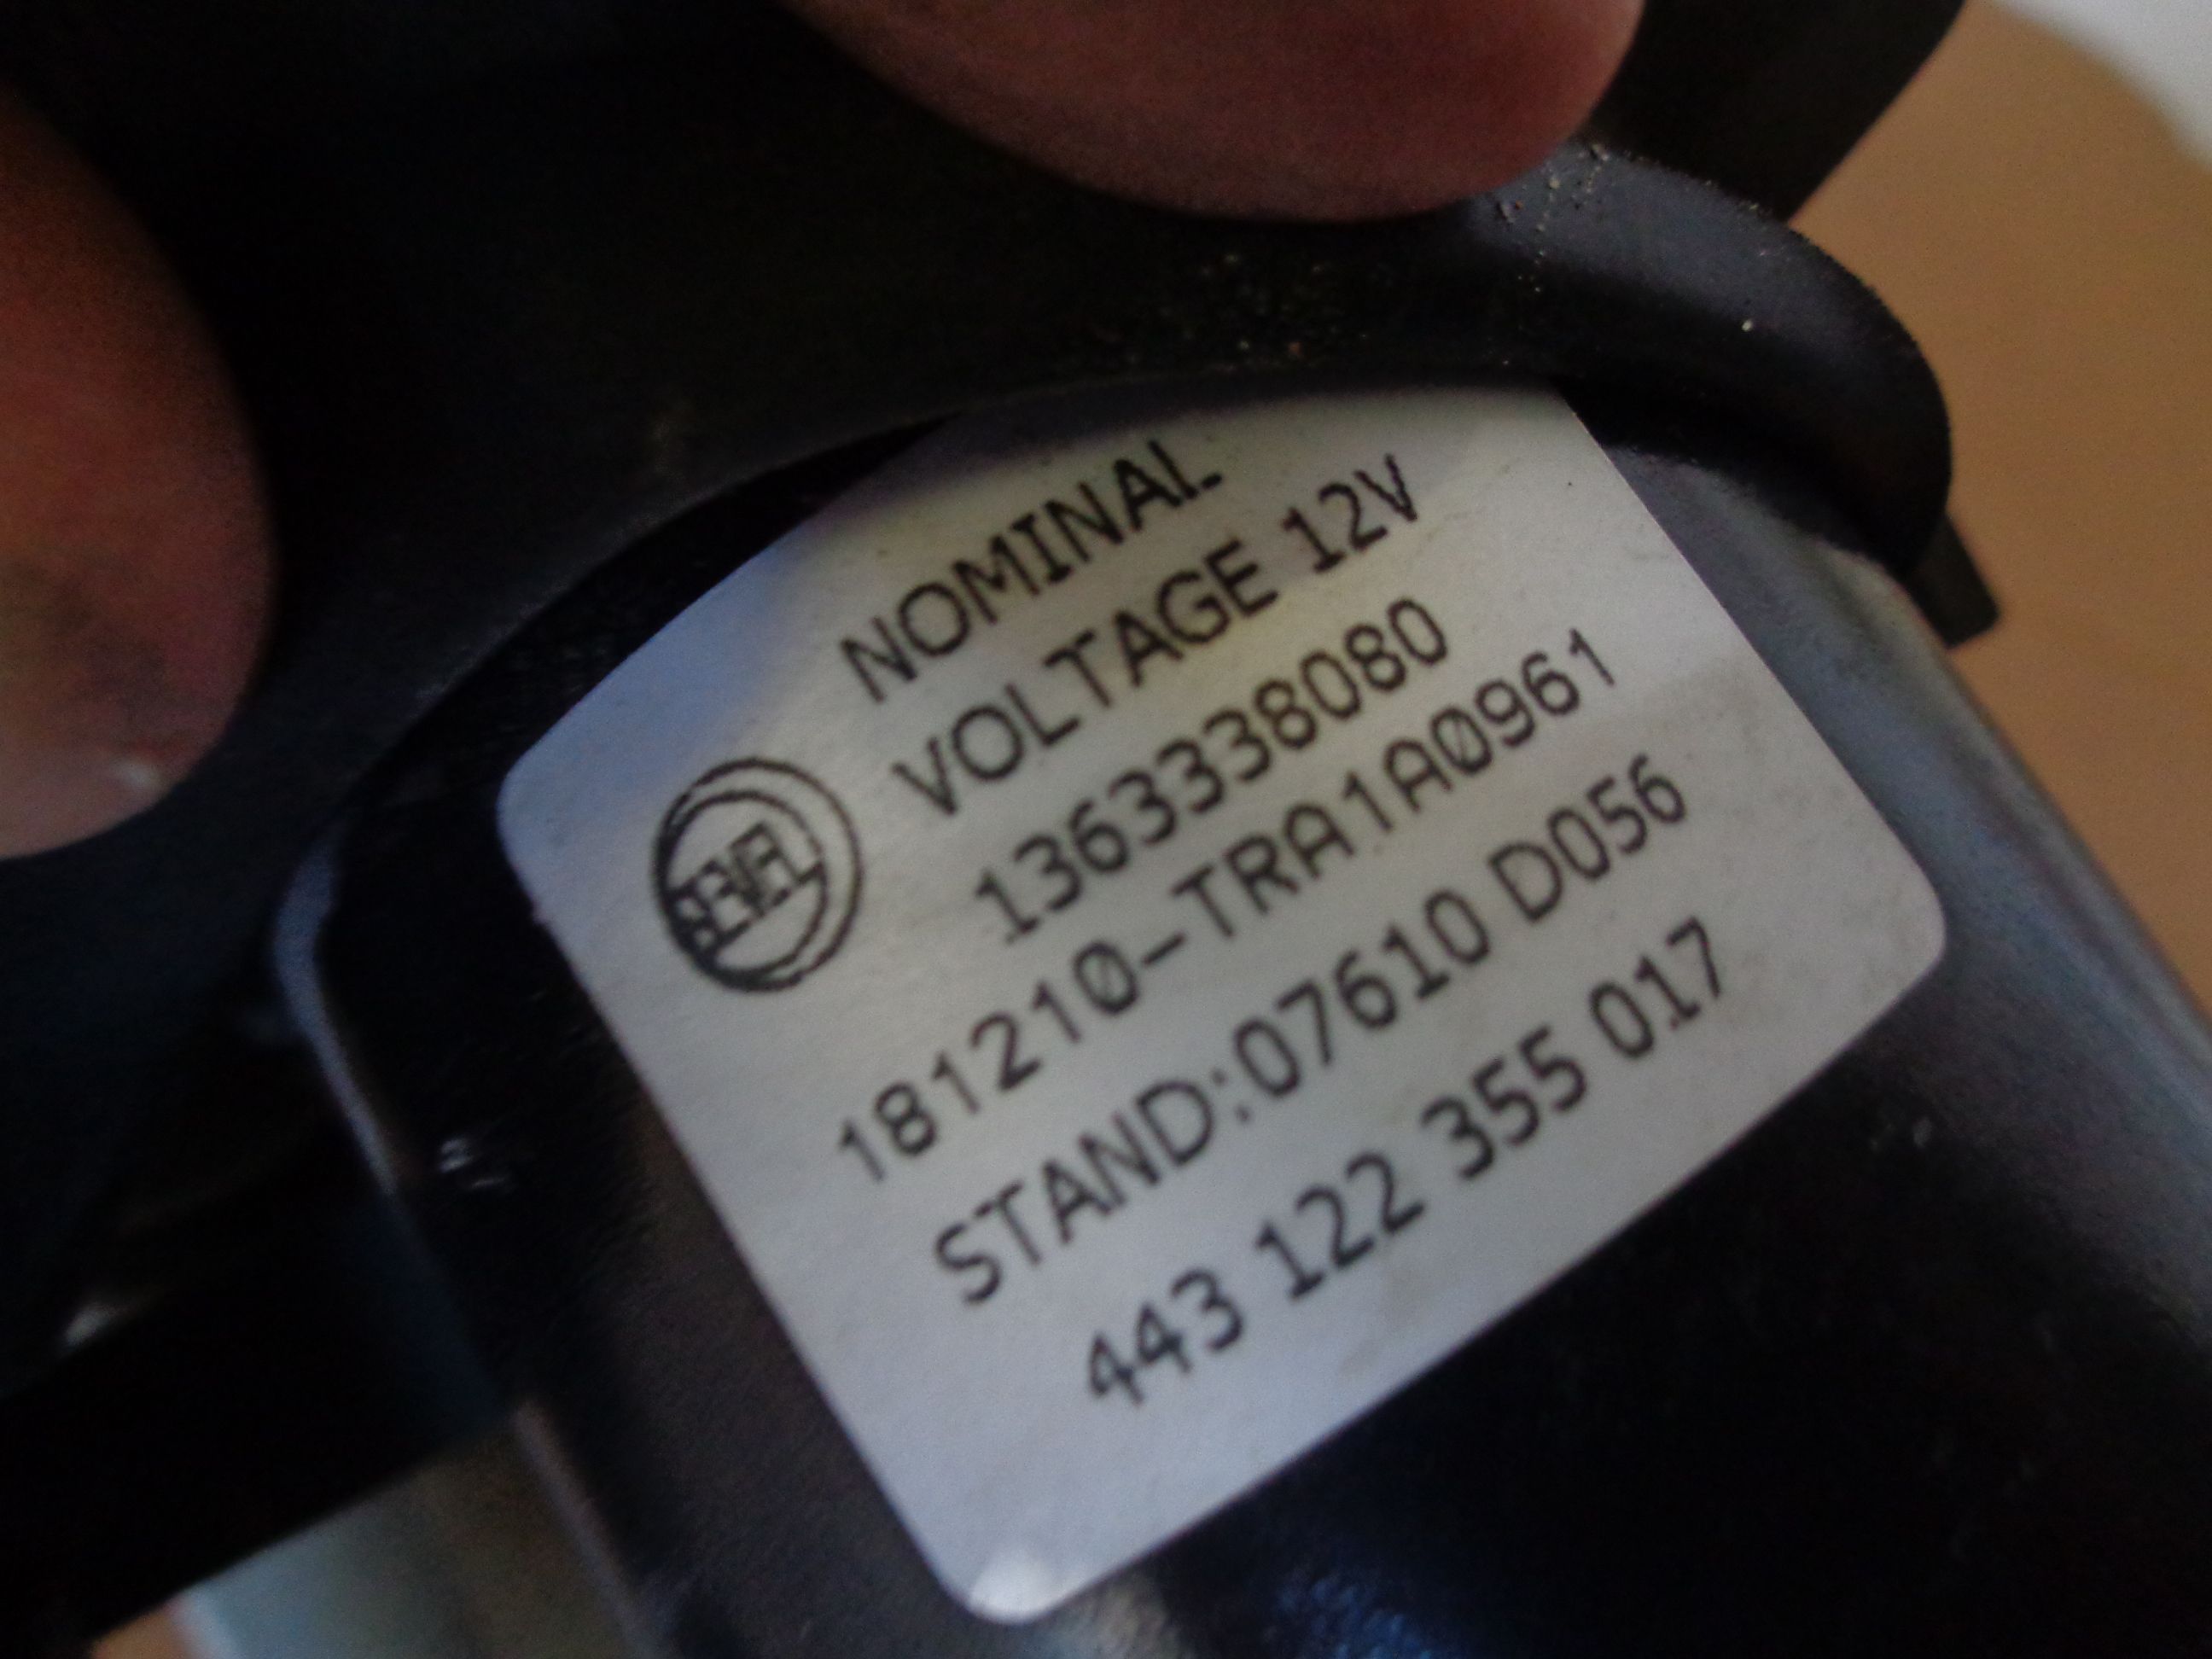 NOMINAL
VOLTAGE 12V
1363338080
181210-TRA1A0961
STAND:07610 D056
443 122 355 017